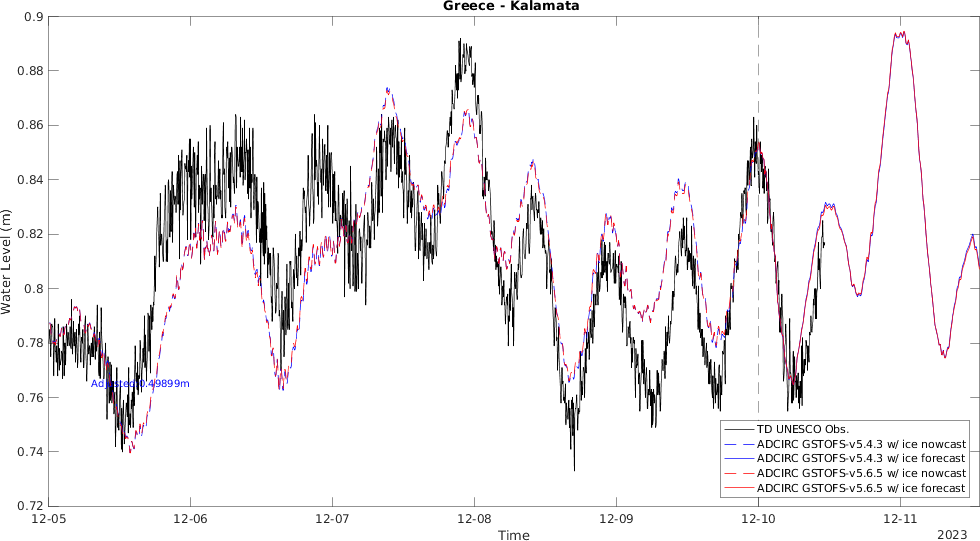 Greece - Kalamata
0.9
0.88
0.86
0.84
0.82
0.8
0.78
0.76
0.74
0.72
Water Level (m)
Adjusted 0.49899m
TD UNESCO Obs.
ADCIRC GSTOFS-v5.4.3 w/ ice nowcast
ADCIRC GSTOFS-v5.4.3 w/ ice forecast
ADCIRC GSTOFS-v5.6.5 w/ ice nowcast
ADCIRC GSTOFS-v5.6.5 w/ ice forecast
12-05 12-06 12-07 12-08 12-09 12-10 12-11
Time
2023